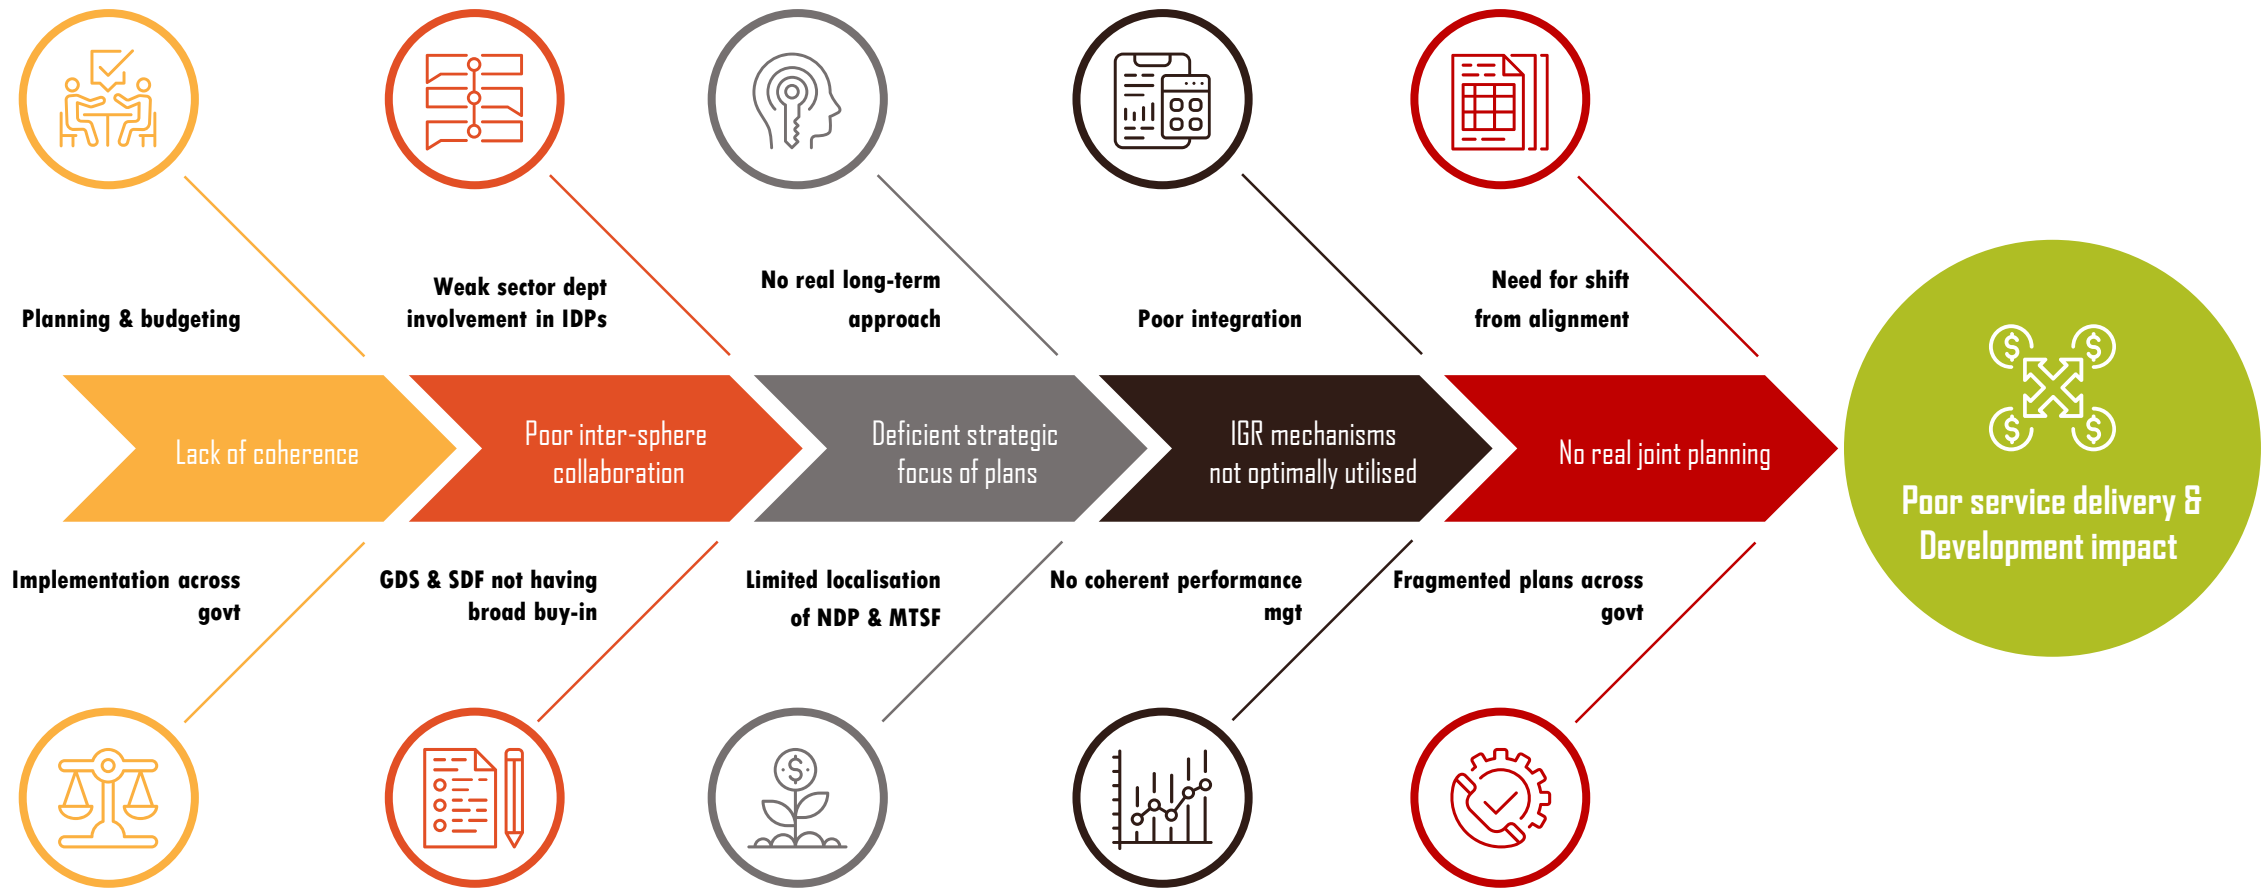 Planning & budgeting
Weak sector dept
involvement in IDPs
No real long-term
approach
Poor integration
Need for shift
from alignment
Lack of coherence
Poor inter-sphere
collaboration
Deficient strategic
focus of plans
IGR mechanisms
not optimally utilised
No real joint planning
Poor service delivery &
Development impact
Implementation across
govt
GDS & SDF not having
broad buy-in
Limited localisation
of NDP & MTSF
No coherent performance
mgt
Fragmented plans across
govt